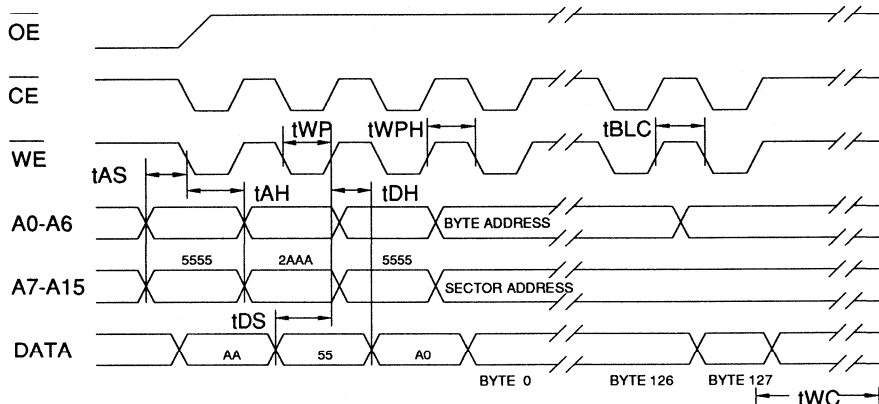 OE
CE
tWP tWPH tBLC
WE
tAS
tAH tDH
A0-A6 BYTE ADDRESS
5555 2AAA 5555
A7-A15 SECTOR ADDRESS
tDS
DATA AA 55 A0
BYTE 0 BYTE 126 BYTE 127
tWC